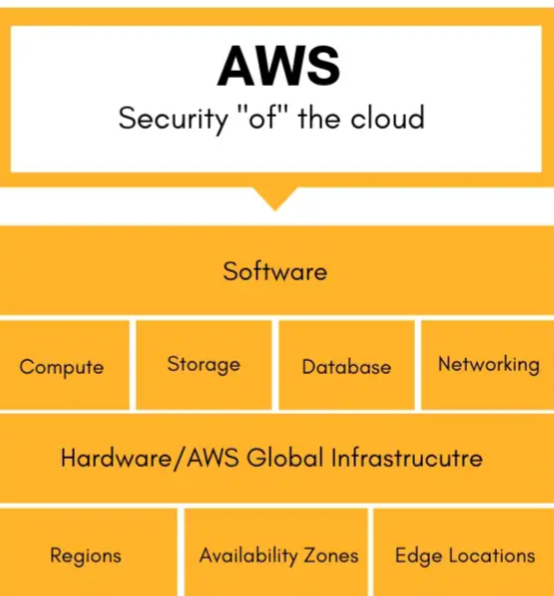 AWS
Security "of" the cloud
Software
Compute
Storage
Database
Networking
Hardware/AWS Global Infrastrucutre
Regions
Availability Zones
Edge Locations